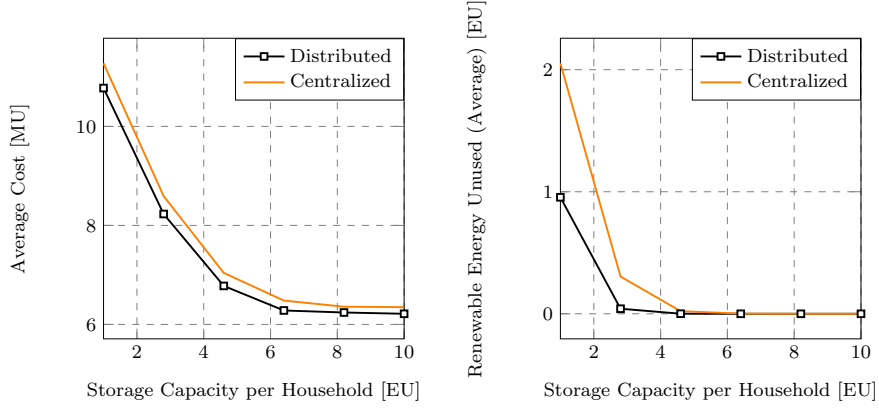 Average Cost [MU]
10
8
6
2
4
6
8
10
Storage Capacity per Household [EU]
Distributed
Centralized
Renewable Energy Unused (Average) [EU]
2
1
0
2
4
6
8
10
Storage Capacity per Household [EU]
Distributed
Centralized